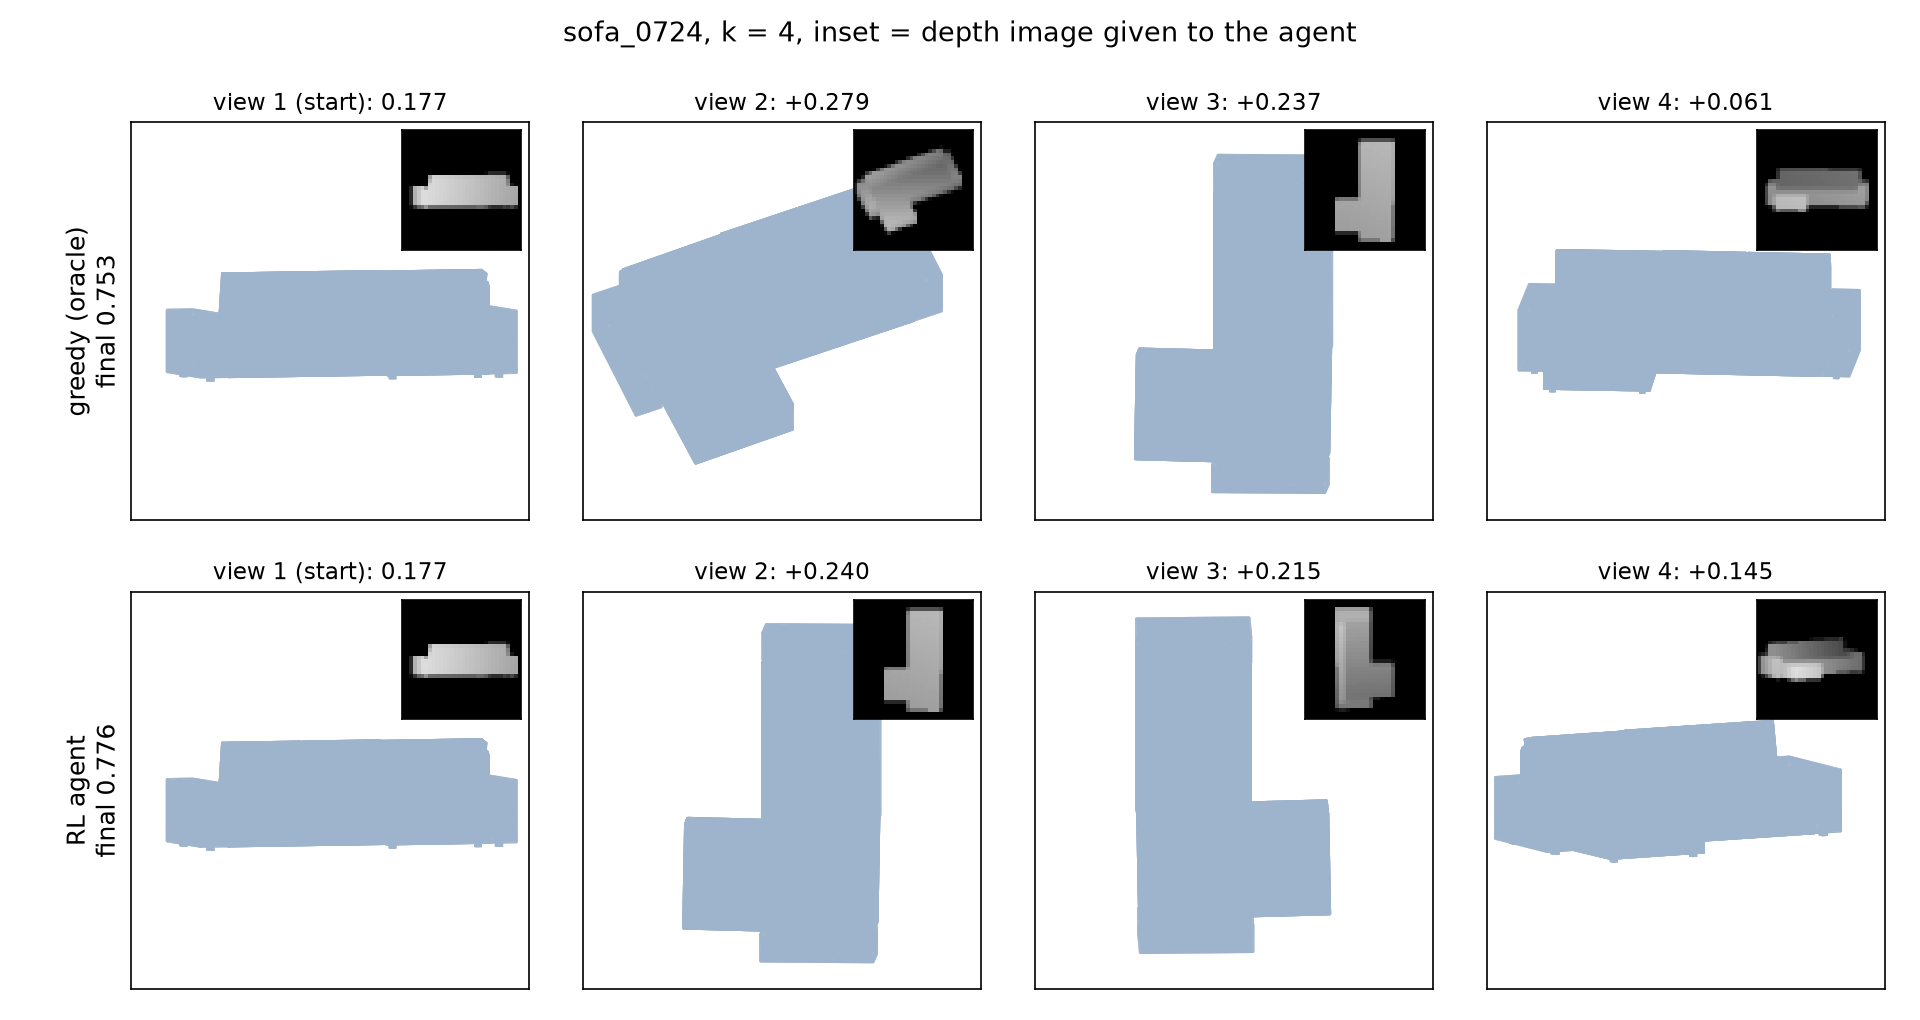 sofa_0724, k = 4, inset = depth image given to the agent
view 1 (start): 0.177
view 2: +0.279
view 3: +0.237
view 4: +0.061
greedy (oracle)
final 0.753
view 1 (start): 0.177
view 2: +0.240
view 3: +0.215
view 4: +0.145
RL agent
final 0.776